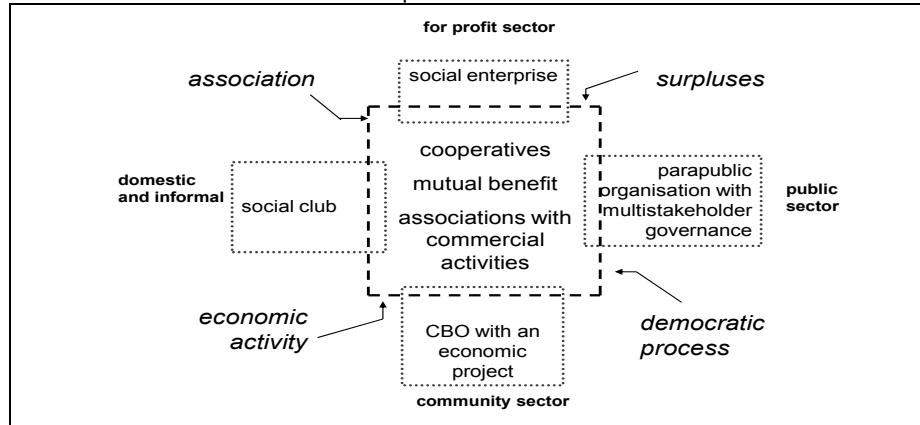 for profit sector
association
social enterprise
surpluses
cooperatives
mutual benefit
associations with
commercial
activities
domestic
and informal
social club
parapublic
organisation with
multistakeholder
governance
public
sector
economic
activity
CBO with an
economic
project
democratic
process
community sector